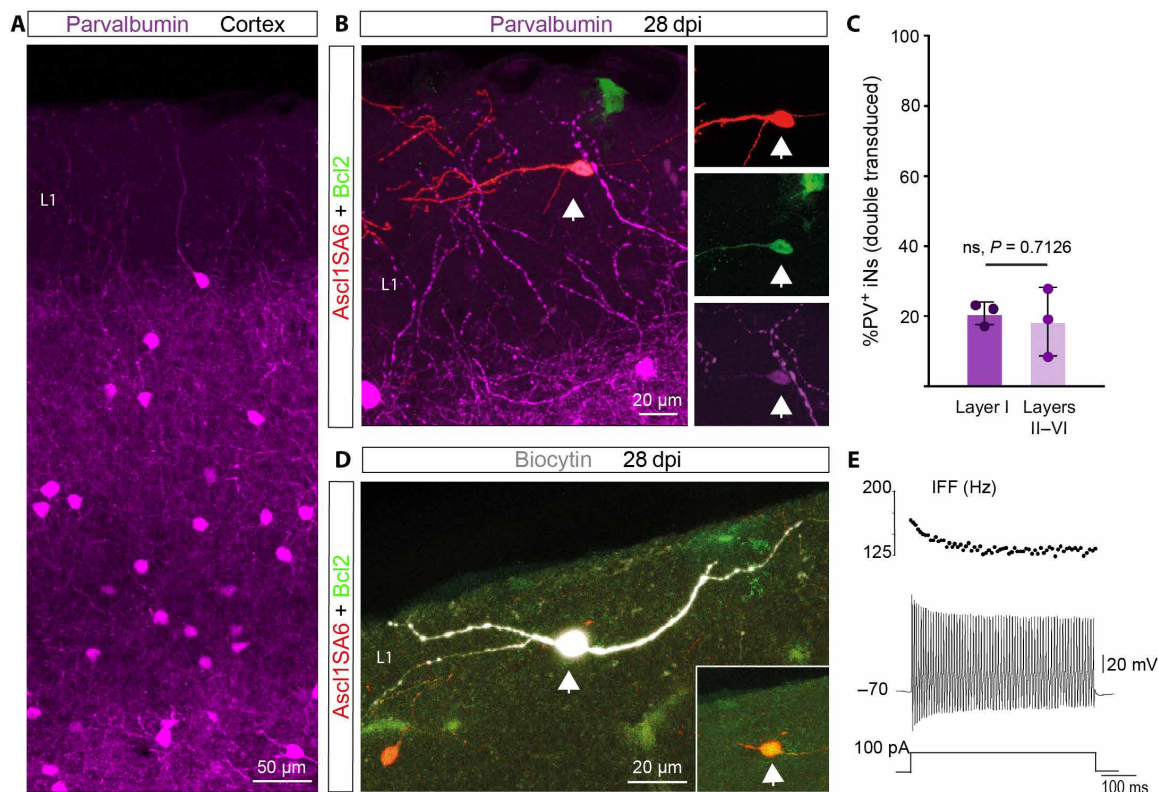 A
Parvalbumin Cortex
L1
50 µm
B
Parvalbumin 28 dpi
Ascl1SA6 + Bcl2
L1
20 µm
C
%PV+ iNs (double transduced)
100
80
60
40
20
ns, P = 0.7126
Layer I
Layers
II–VI
D
Biocytin 28 dpi
Ascl1SA6 + Bcl2
L1
20 µm
E
IFF (Hz)
200
125
20 mV
–70
100 pA
100 ms